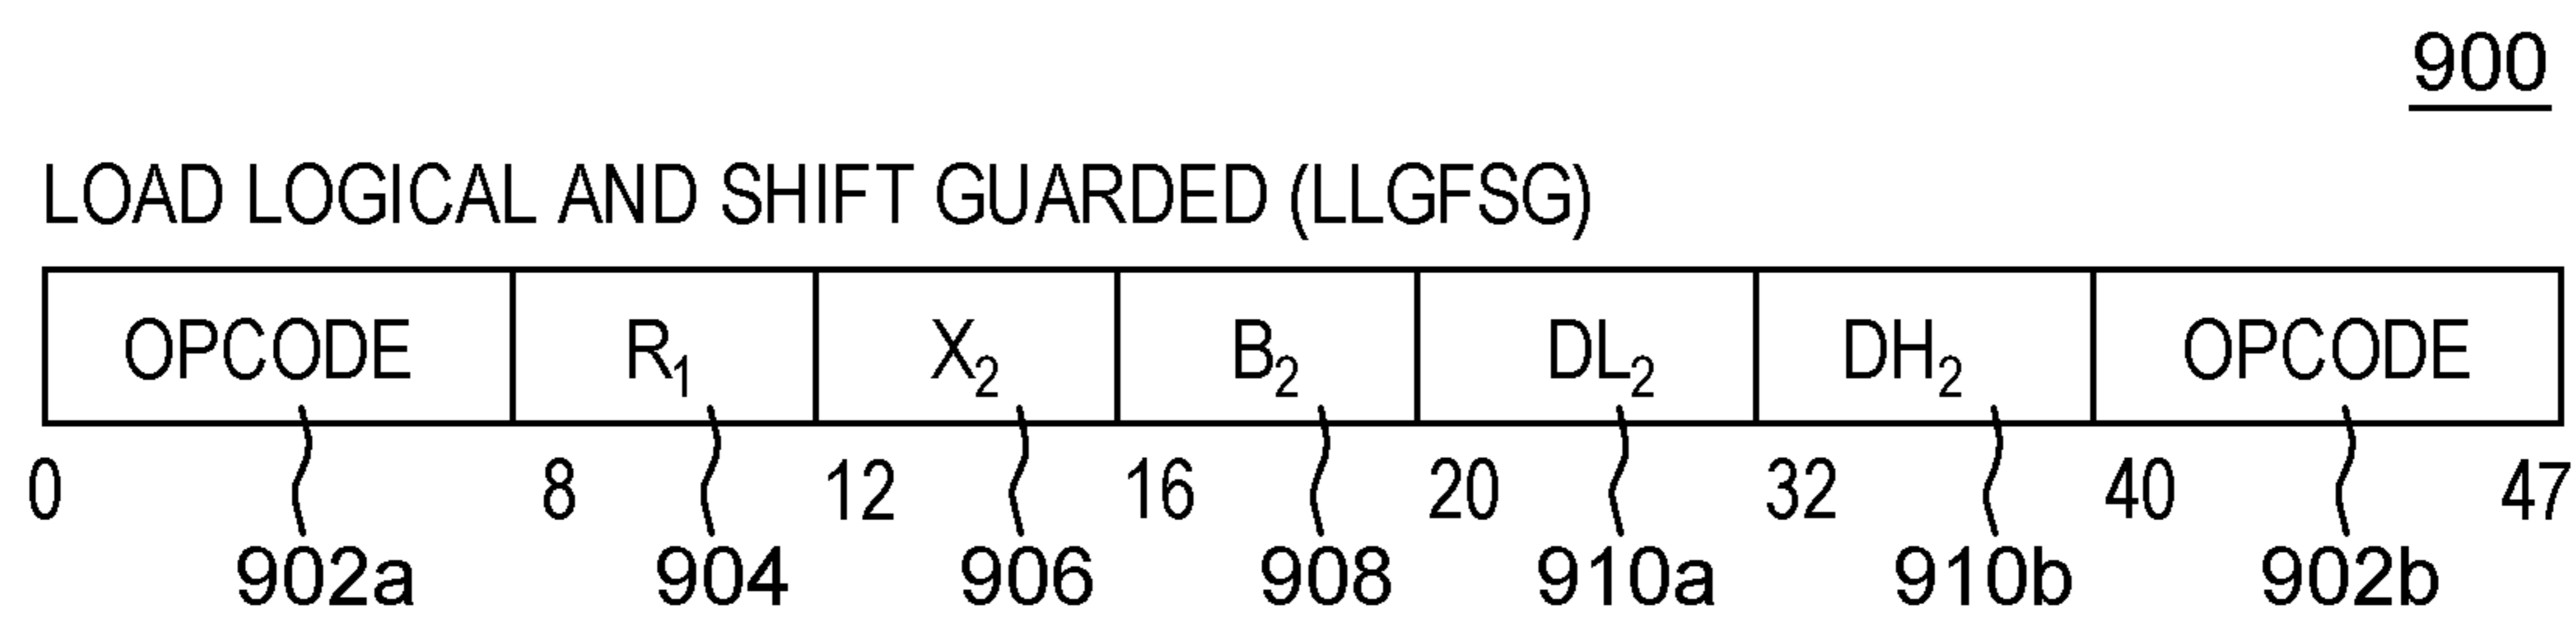 900
LOAD LOGICAL AND SHIFT GUARDED (LLGFSG)
OPCODE R1 X2 B2 DL2 DH2 OPCODE
0 8 12 16 20 32 40 47
902a 904 906 908 910a 910b 902b